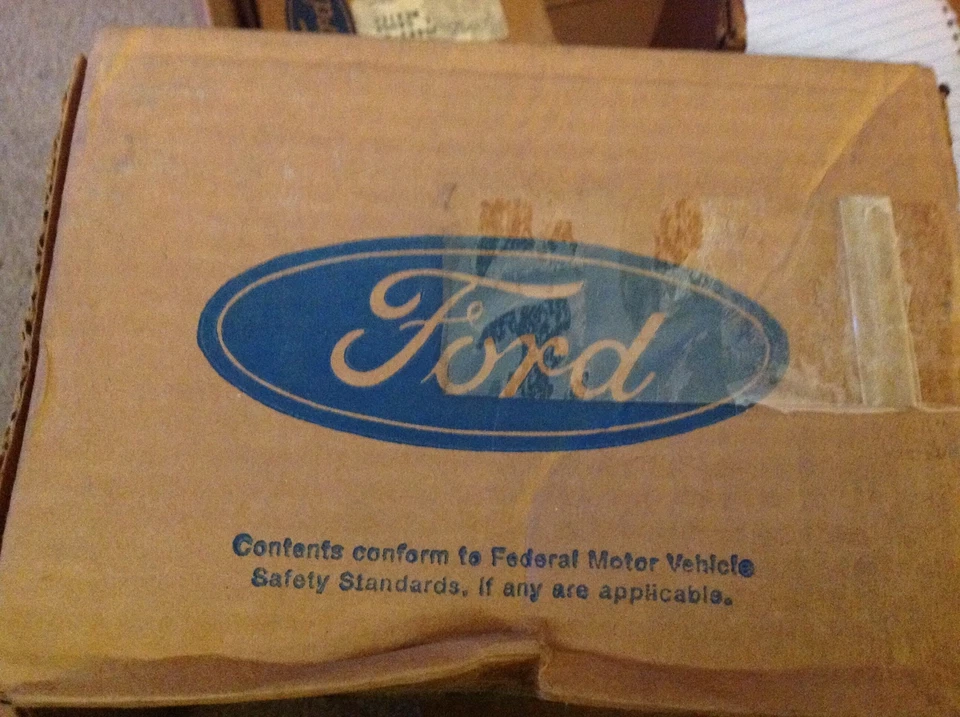 Ford
Contents conform to Federal Motor Vehicle
Safety Standards, if any are applicable.